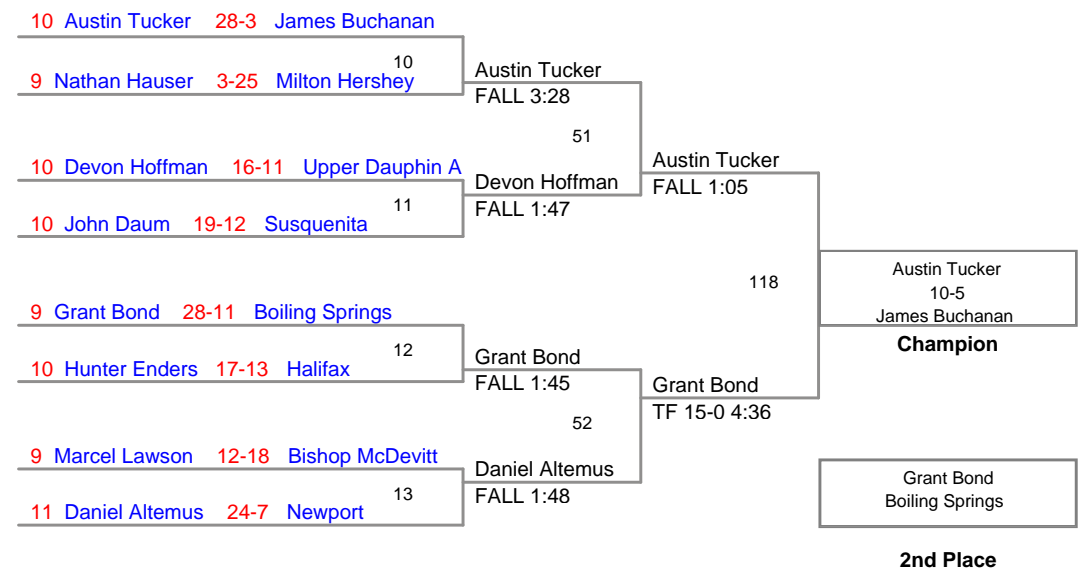 10 Austin Tucker 28-3 James Buchanan
10
9 Nathan Hauser 3-25 Milton Hershey
Austin Tucker
FALL 3:28
51
10 Devon Hoffman 16-11 Upper Dauphin A
11
10 John Daum 19-12 Susquenita
Devon Hoffman
FALL 1:47
Austin Tucker
FALL 1:05
118
9 Grant Bond 28-11 Boiling Springs
12
10 Hunter Enders 17-13 Halifax
Grant Bond
FALL 1:45
52
9 Marcel Lawson 12-18 Bishop McDevitt
13
11 Daniel Altemus 24-7 Newport
Daniel Altemus
FALL 1:48
Grant Bond
TF 15-0 4:36
Austin Tucker
10-5
James Buchanan
Champion
Grant Bond
Boiling Springs
2nd Place